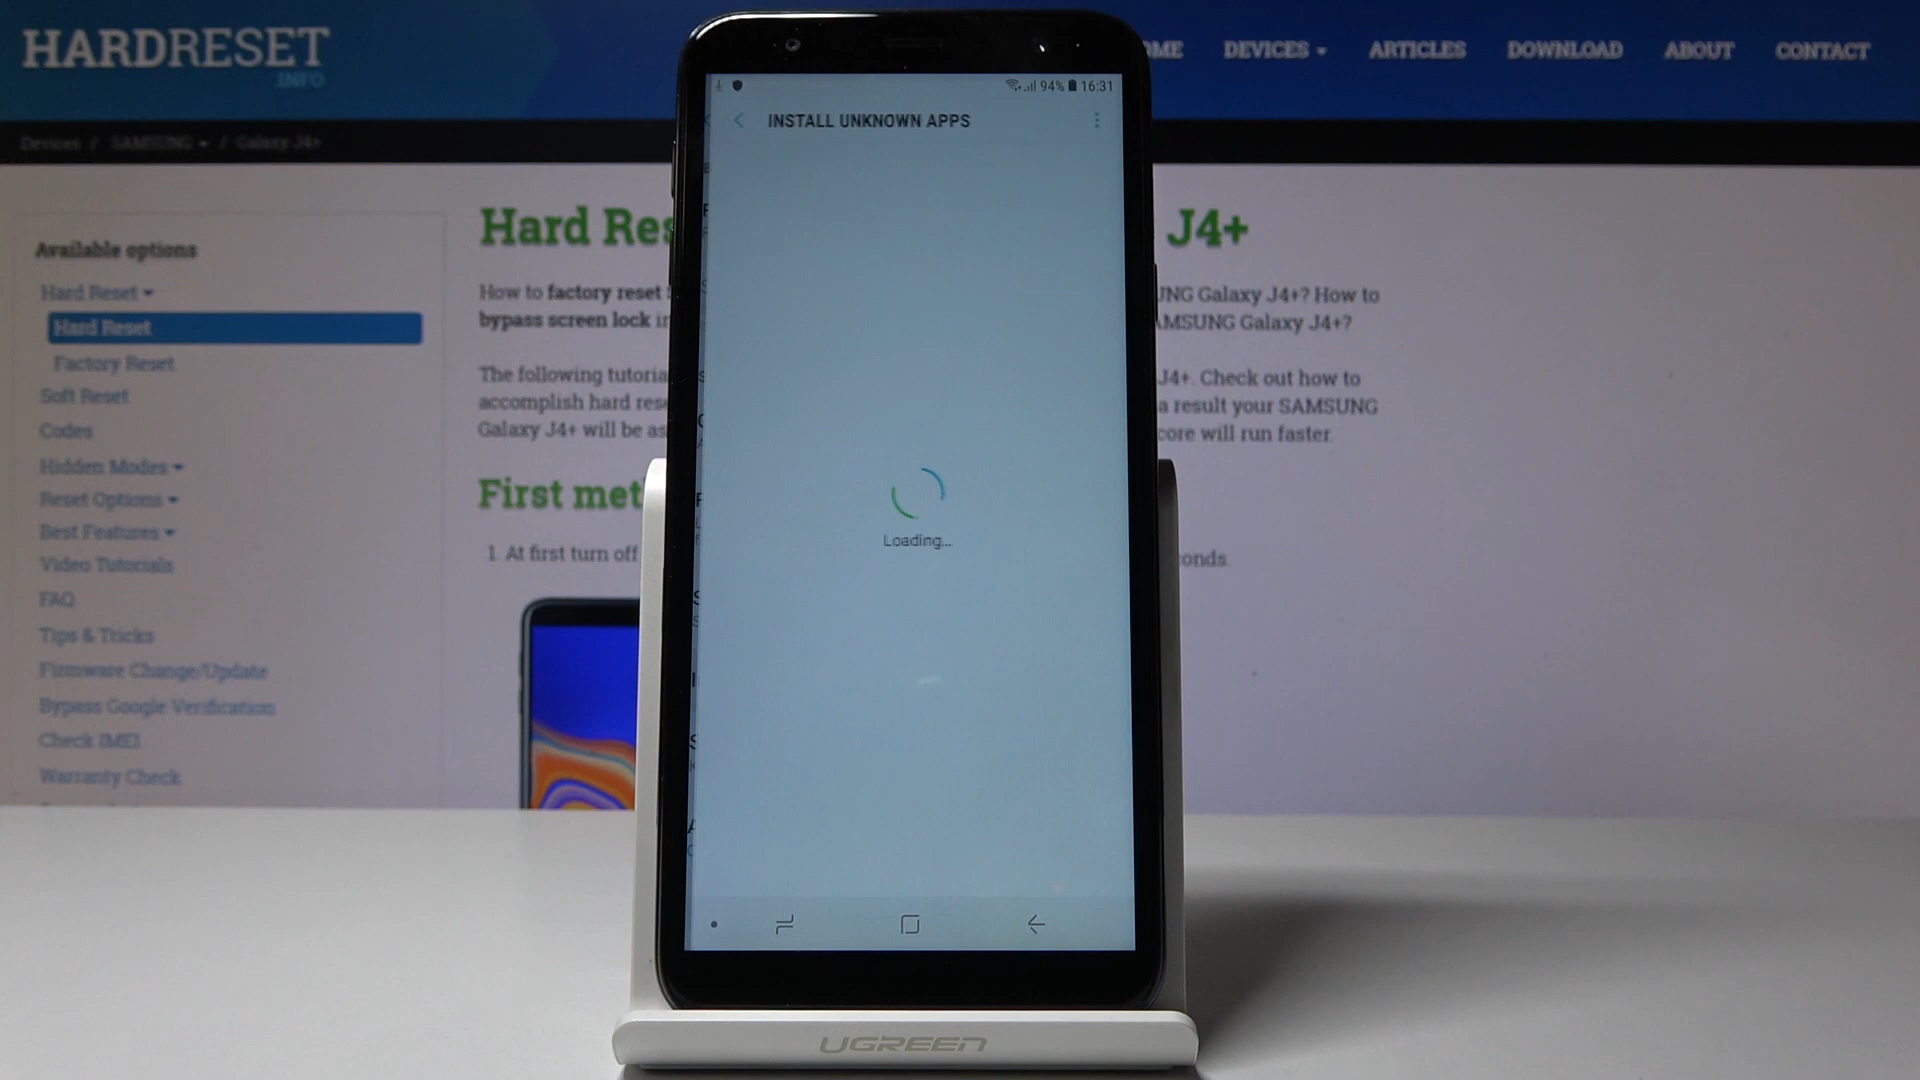 HARDRESET
.INFO
OME DEVICES ARTICLES DOWNLOAD ABOUT CONTACT
Devices / SAMSUNG / Galaxy J4+
Available options
Hard Reset
Hard Reset
Factory Reset
Soft Reset
Codes
Hidden Modes
Reset Options
Best Features
Video Tutorials
FAQ
Tips & Tricks
Firmware Change/Update
Bypass Google Verification
Check IMEI
Warranty Check
Hard Res J4+
How to factory reset NG Galaxy J4+? How to
bypass screen lock in AMSUNG Galaxy J4+?
The following tutoria J4+. Check out how to
accomplish hard rese a result your SAMSUNG
Galaxy J4+ will be as core will run faster.
First met
1. At first turn off onds.
94% 16:31
INSTALL UNKNOWN APPS
Loading...
UGREEN